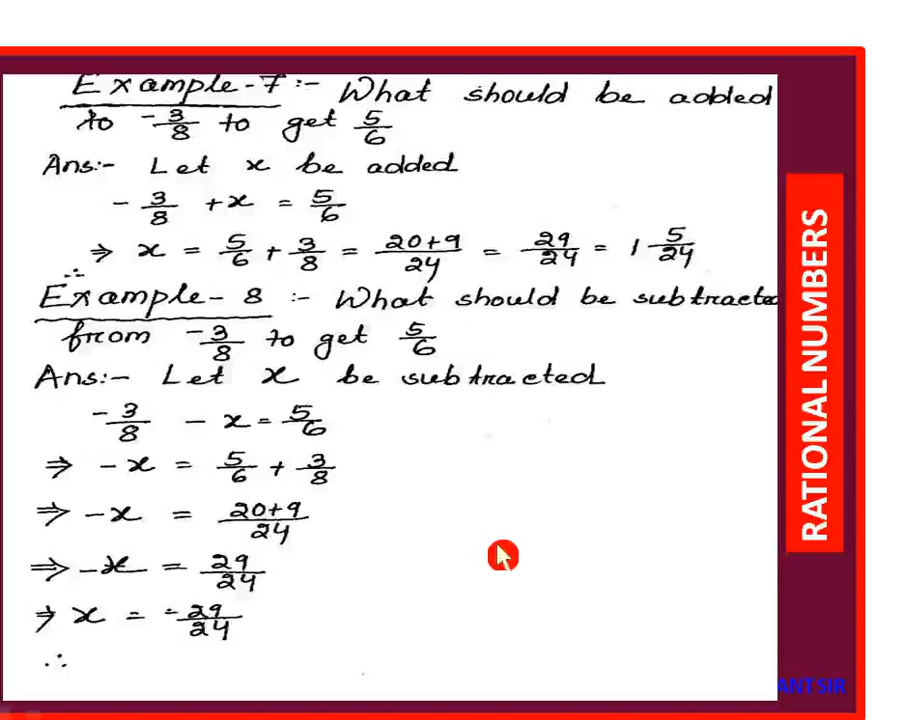 Example-7 :- What should be added
to -3/8 to get 5/6
Ans:- Let x be added
-3/8 + x = 5/6
⇒ x = 5/6 + 3/8 = 20+9/24 = 29/24 = 1 5/24
∴
Example- 8 :- What should be subtracted
from -3/8 to get 5/6
Ans:- Let x be subtracted
-3/8 - x = 5/6
⇒ -x = 5/6 + 3/8
⇒ -x = 20+9/24
⇒ -x = 29/24
⇒ x = -29/24
∴
RATIONAL NUMBERS
ANT SIR